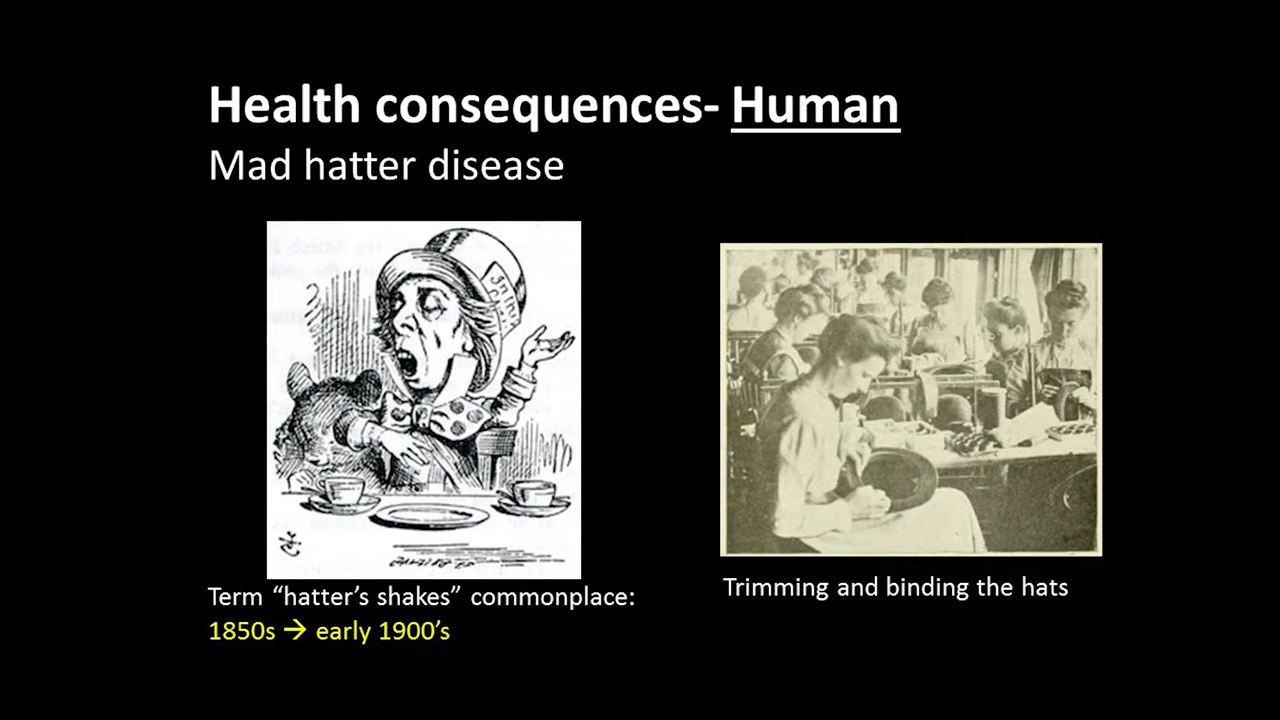 Health consequences- Human
Mad hatter disease
Term “hatter’s shakes” commonplace:
1850s → early 1900’s
Trimming and binding the hats